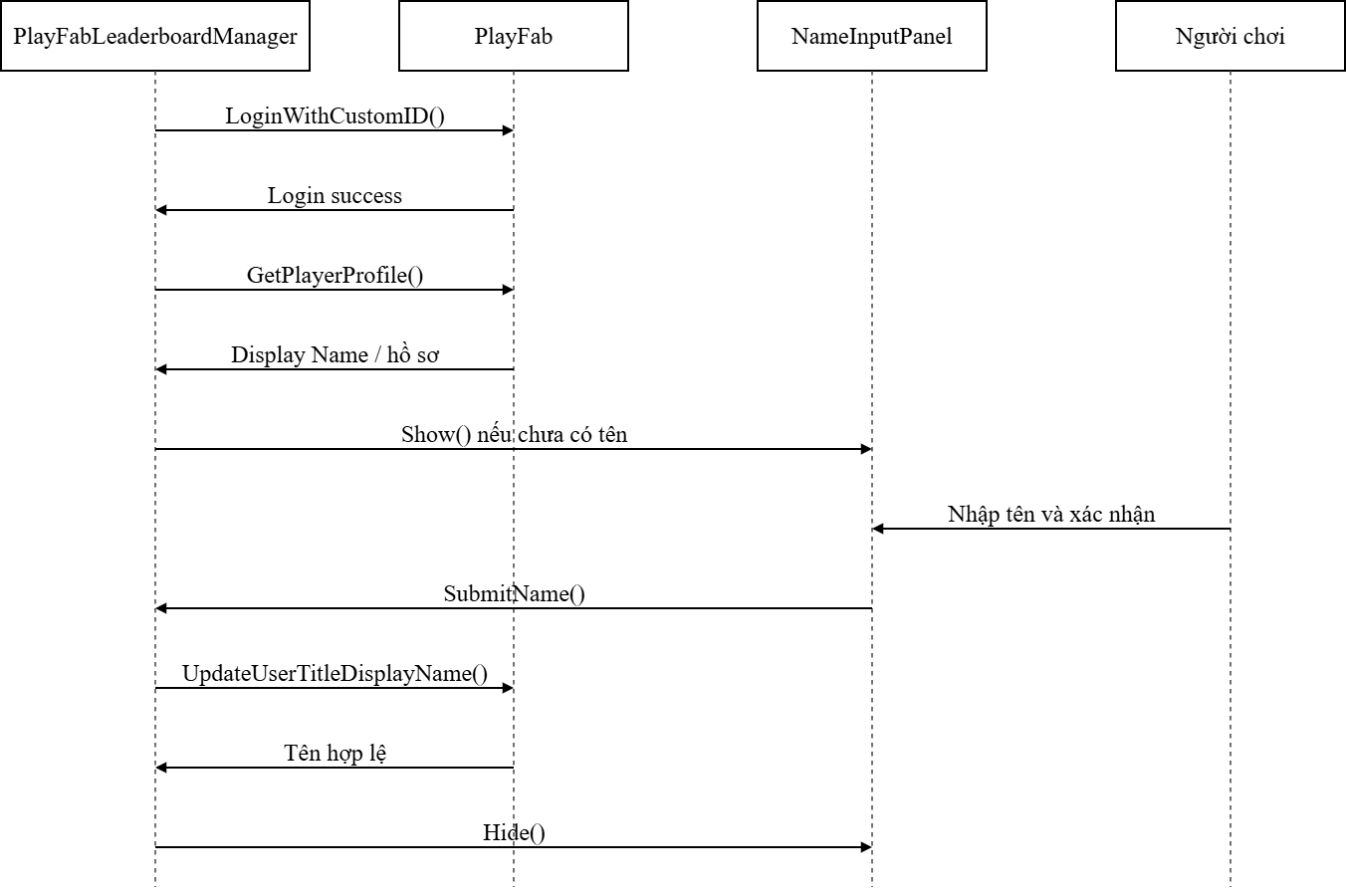 PlayFabLeaderboardManager
PlayFab
NameInputPanel
Người chơi
LoginWithCustomID()
Login success
GetPlayerProfile()
Display Name / hồ sơ
Show() nếu chưa có tên
Nhập tên và xác nhận
SubmitName()
UpdateUserTitleDisplayName()
Tên hợp lệ
Hide()